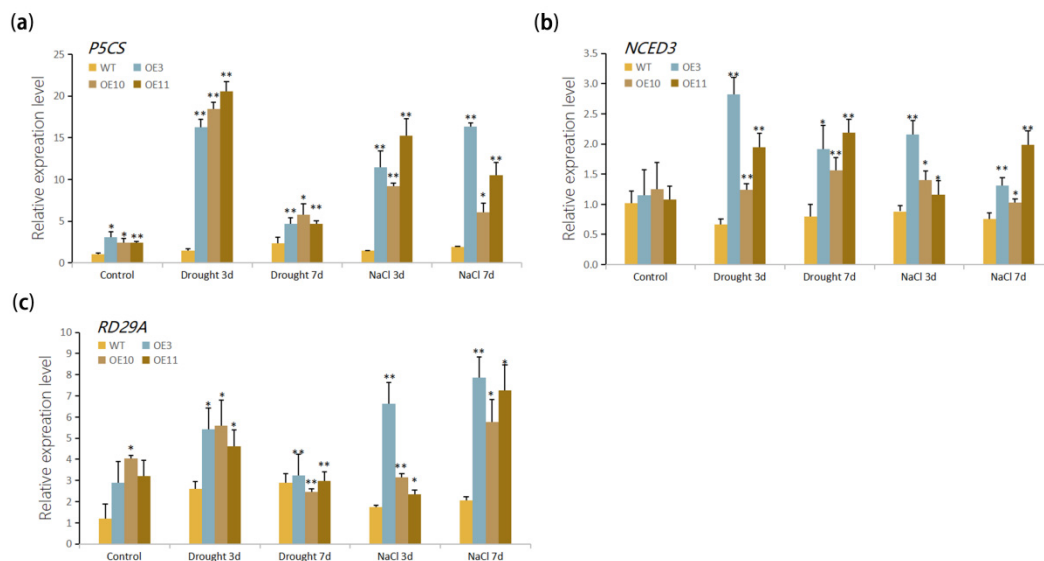 (a)
P5CS
WT OE3
OE10 OE11
Relative expreation level
25
20
15
10
5
0
* * **
** ** **
** ** **
** ** **
** * **
Control Drought 3d Drought 7d NaCl 3d NaCl 7d
(b)
NCED3
WT OE3
OE10 OE11
Relative expreation level
3.5
3.0
2.5
2.0
1.5
1.0
0.5
0.0
** ** **
* ** **
** * *
** * **
Control Drought 3d Drought 7d NaCl 3d NaCl 7d
(c)
RD29A
WT OE3
OE10 OE11
Relative expreation level
10
9
8
7
6
5
4
3
2
1
0
*
* * *
** ** **
** ** *
** * *
Control Drought 3d Drought 7d NaCl 3d NaCl 7d